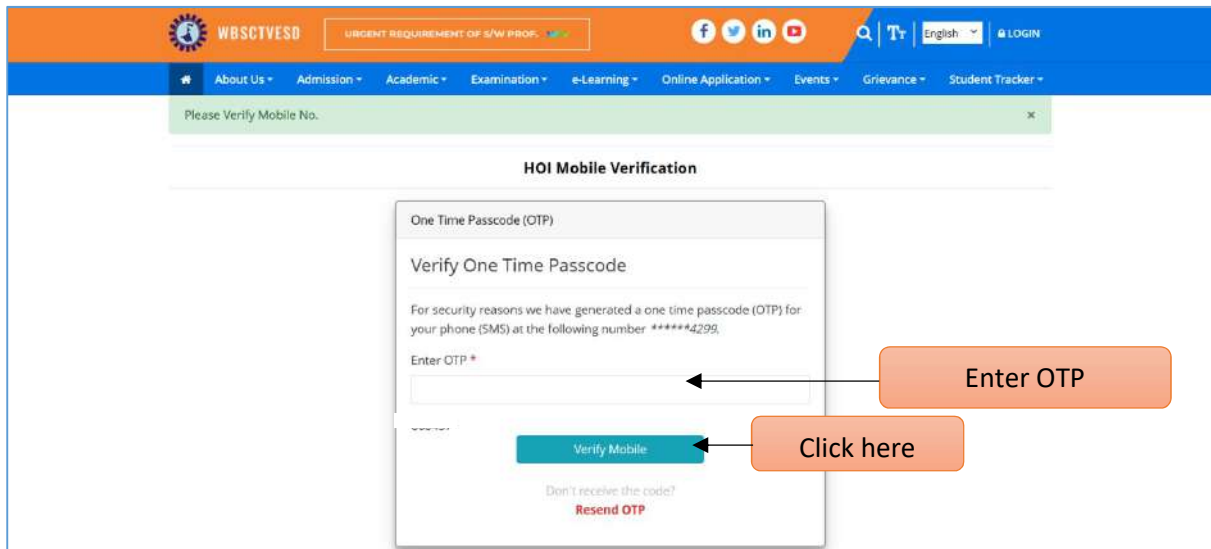 WBSCTVESD
URGENT REQUIREMENT OF S/W PROF.
English
LOGIN
About Us Admission Academic Examination e-Learning Online Application Events Grievance Student Tracker
Please Verify Mobile No. ×
HOI Mobile Verification
One Time Passcode (OTP)
Verify One Time Passcode
For security reasons we have generated a one time passcode (OTP) for
your phone (SMS) at the following number ******4299.
Enter OTP *
Enter OTP
Verify Mobile
Click here
Don't receive the code?
Resend OTP